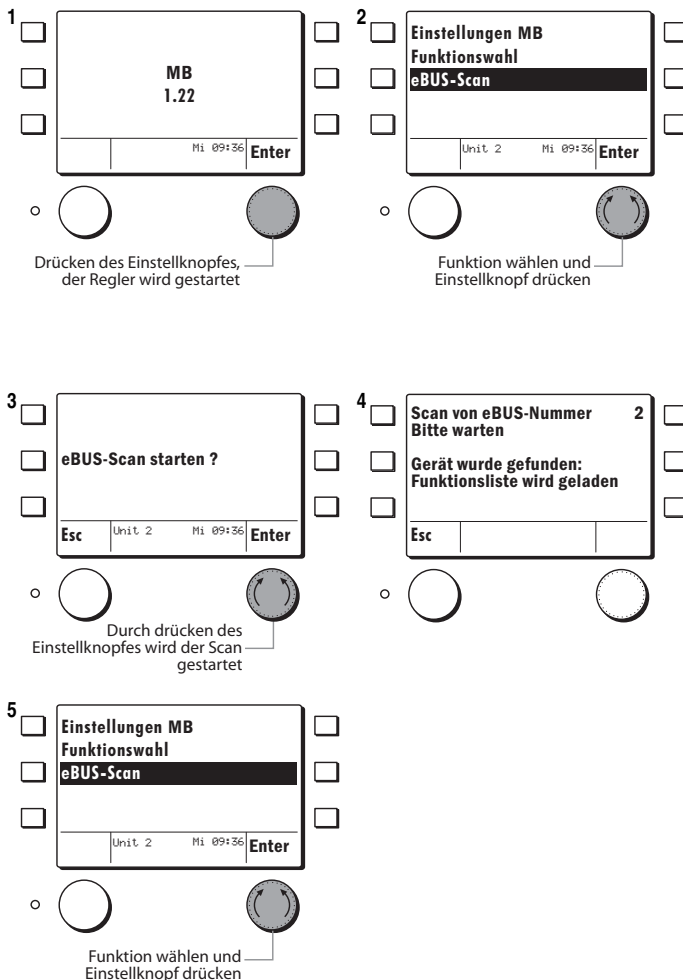 1
MB
1.22
Mi 09:36 Enter
Drücken des Einstellknopfes,
der Regler wird gestartet
2
Einstellungen MB
Funktionswahl
eBUS-Scan
Unit 2 Mi 09:36 Enter
Funktion wählen und
Einstellknopf drücken
3
eBUS-Scan starten ?
Esc Unit 2 Mi 09:36 Enter
Durch drücken des
Einstellknopfes wird der Scan
gestartet
4
Scan von eBUS-Nummer 2
Bitte warten
Gerät wurde gefunden:
Funktionsliste wird geladen
Esc
5
Einstellungen MB
Funktionswahl
eBUS-Scan
Unit 2 Mi 09:36 Enter
Funktion wählen und
Einstellknopf drücken